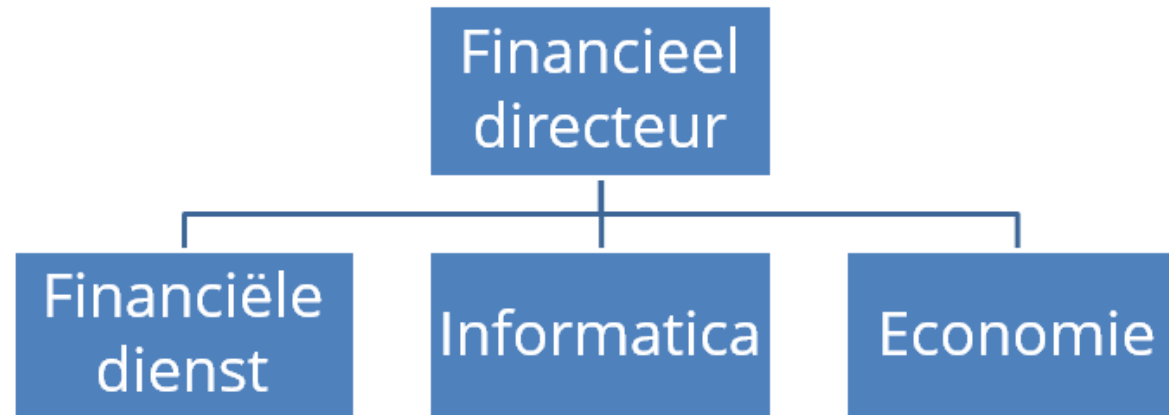 Financieel
directeur
Financiële
dienst
Informatica
Economie